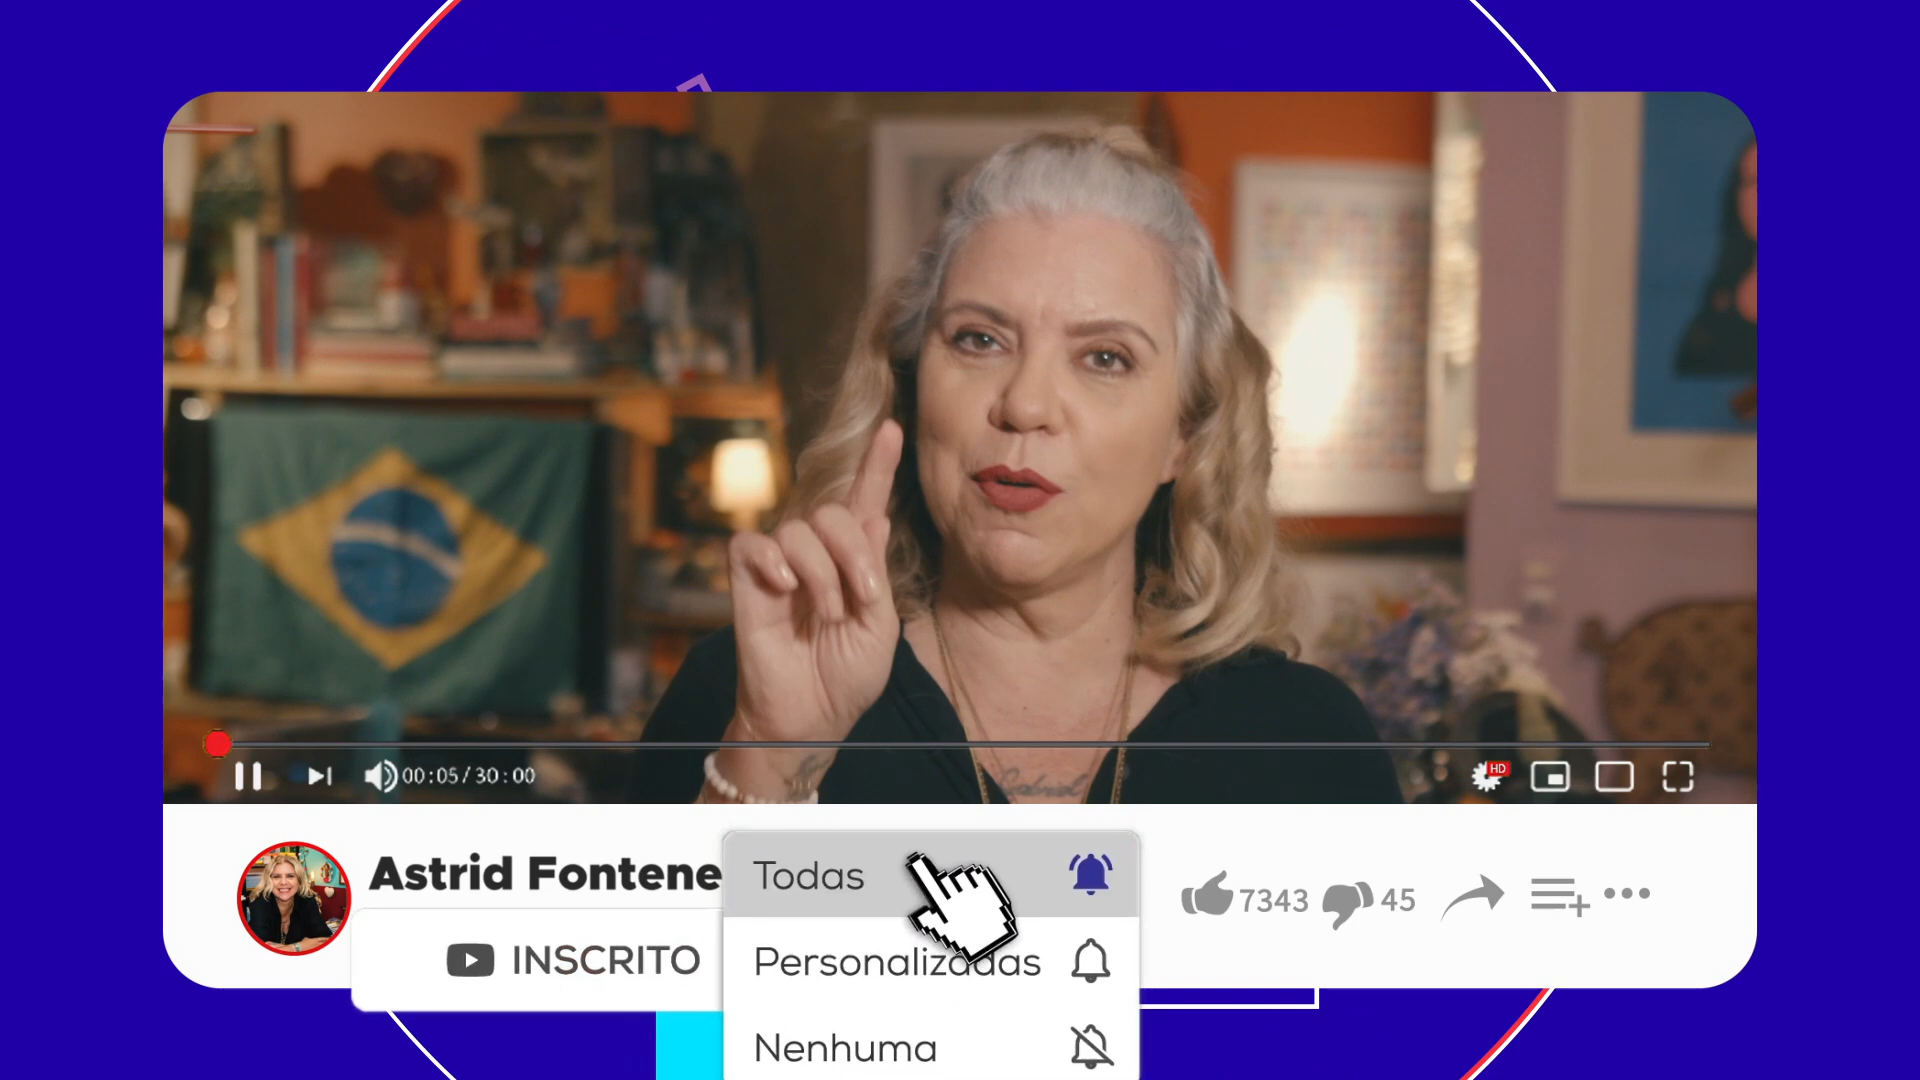 00:05/30:00
HD
Astrid Fontene
INSCRITO
Todas
Personalizadas
Nenhuma
7343
45